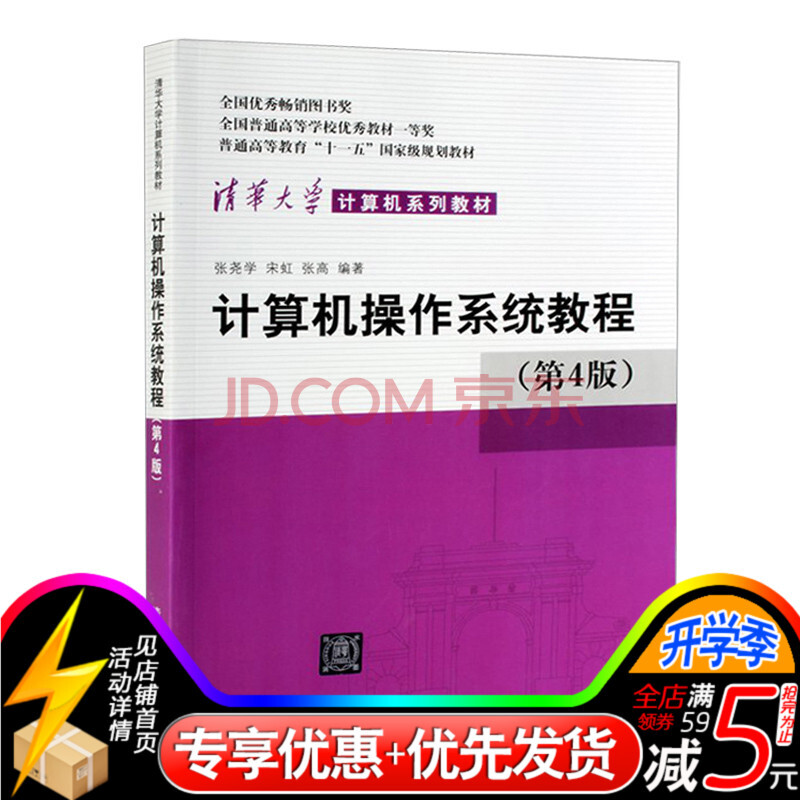 全国优秀畅销图书奖
全国普通高等学校优秀教材一等奖
普通高等教育“十一五”国家级规划教材
清华大学 计算机系列教材
张尧学 宋虹 张高 编著
计算机操作系统教程
（第4版）
JD.COM 京东
清华大学计算机系列教材
计算机操作系统教程（第4版）
见店铺首页
活动详情
专享优惠+优先发货
开学季
全店满59减5元
领券
抢完为止